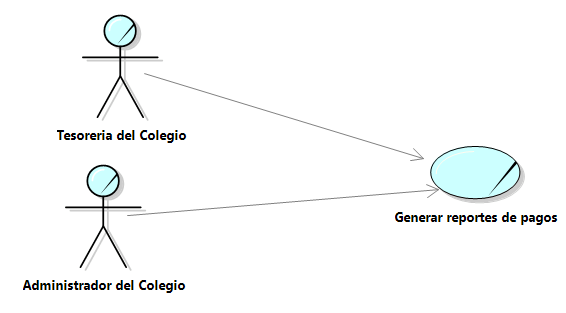 Tesoreria del Colegio
Generar reportes de pagos
Administrador del Colegio